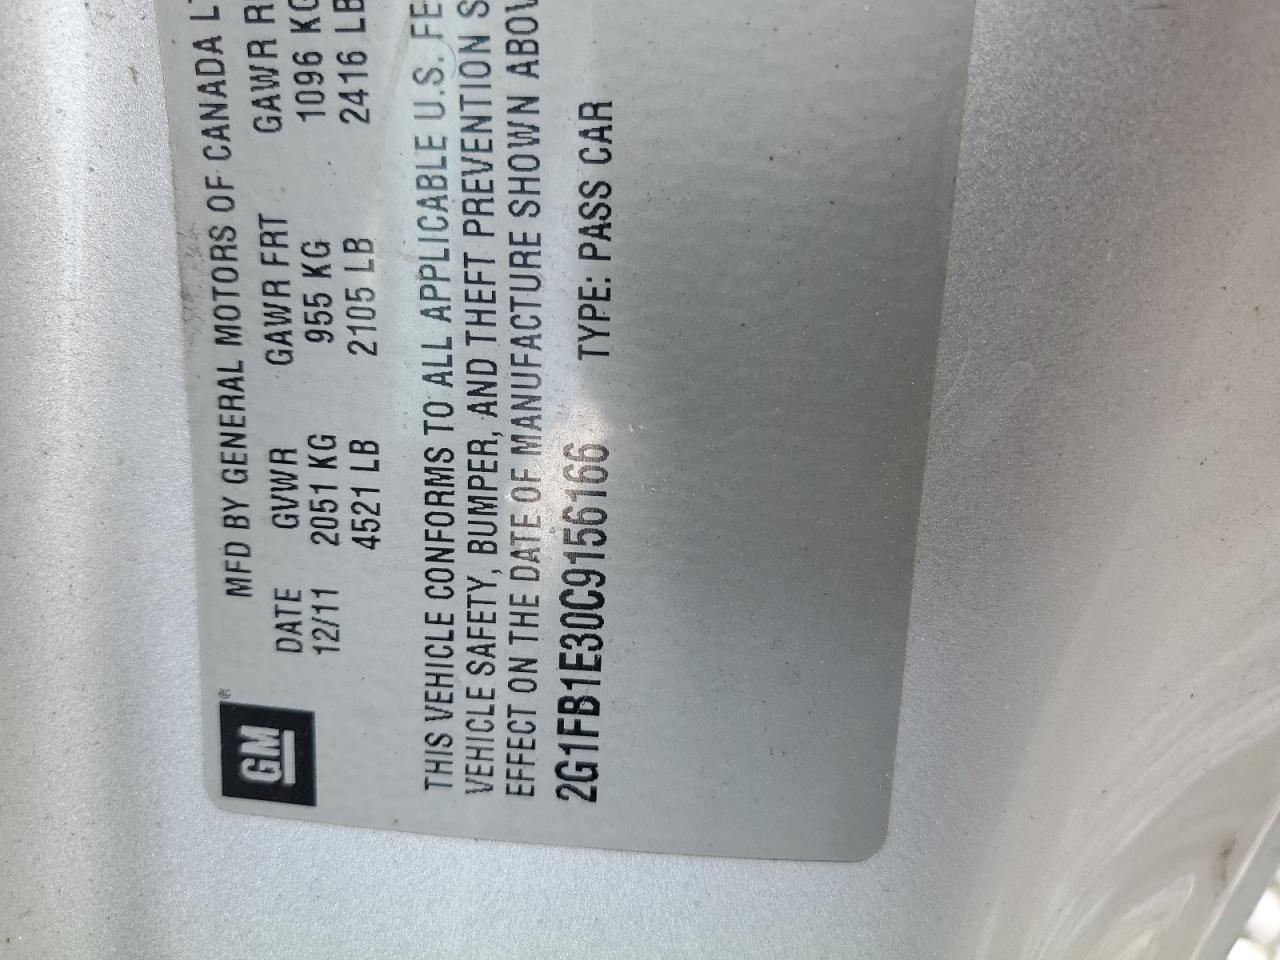 GM®
MFD BY GENERAL MOTORS OF CANADA
DATE GVWR GAWR FRT GAWR
12/11 2051 KG 955 KG 1096 KG
4521 LB 2105 LB 2416 LB
THIS VEHICLE CONFORMS TO ALL APPLICABLE U.S.
VEHICLE SAFETY, BUMPER, AND THEFT PREVENTION
EFFECT ON THE DATE OF MANUFACTURE SHOWN
2G1FB1E30C9156166 TYPE: PASS CAR